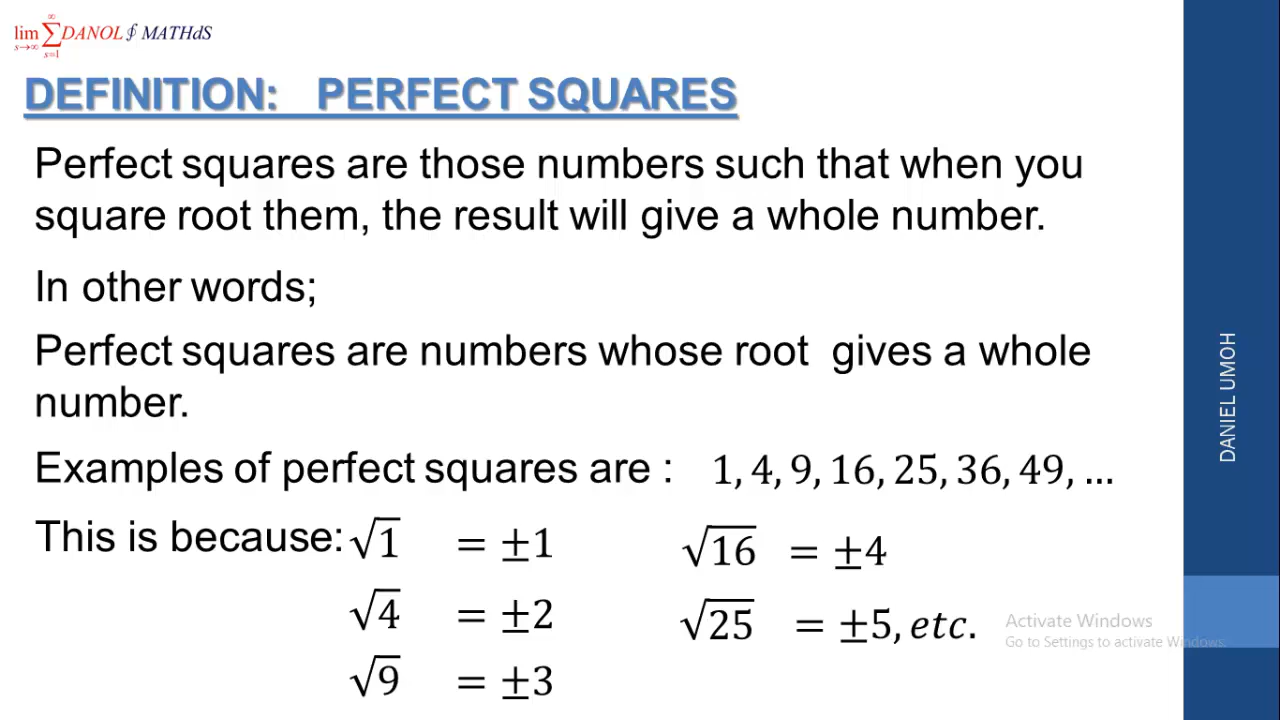 lim s→∞ ∞ ∑ s=1 DANOL ∮ MATHdS
DEFINITION: PERFECT SQUARES
Perfect squares are those numbers such that when you
square root them, the result will give a whole number.
In other words;
Perfect squares are numbers whose root gives a whole
number.
Examples of perfect squares are : 1, 4, 9, 16, 25, 36, 49, …
This is because: √1 = ±1 √16 = ±4
√4 = ±2 √25 = ±5, etc.
√9 = ±3
DANIEL UMOH
Activate Windows
Go to Settings to activate Windows.